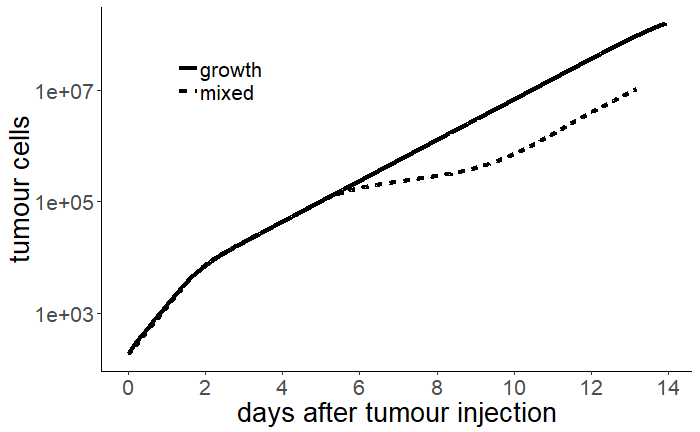 growth
mixed
1e+07
1e+05
1e+03
tumour cells
0 2 4 6 8 10 12 14
days after tumour injection